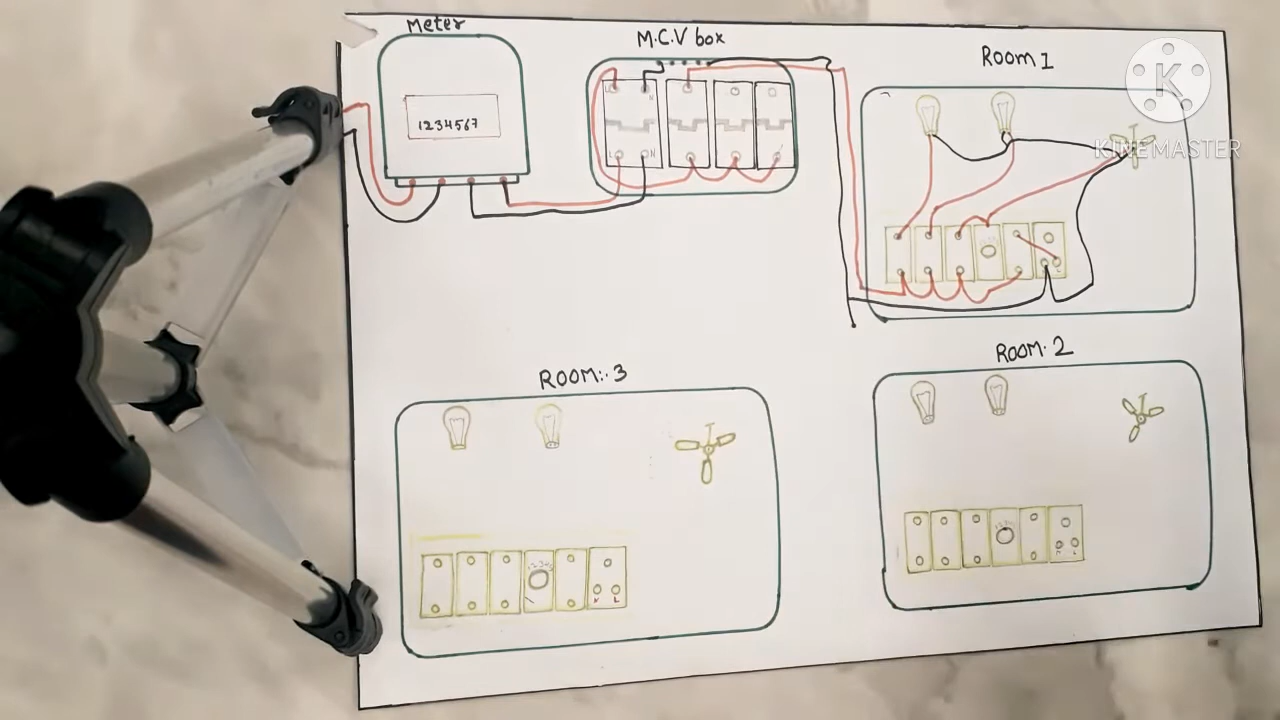 Meter
M.C.V box
Room 1
K
KINEMASTER
1234567
L
N
ROOM: 3
ROOM· 2
N L
N L